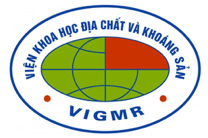 VIỆN KHOA HỌC ĐỊA CHẤT VÀ KHOÁNG SẢN
VIGMR